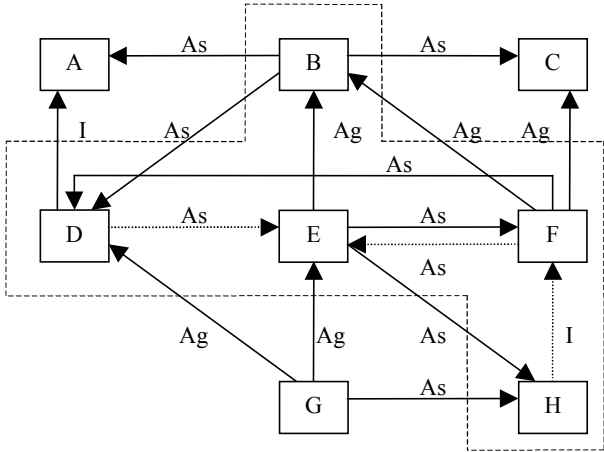 A As B As C
I As Ag Ag Ag
As
D As E As F
As
Ag Ag As I
G As H